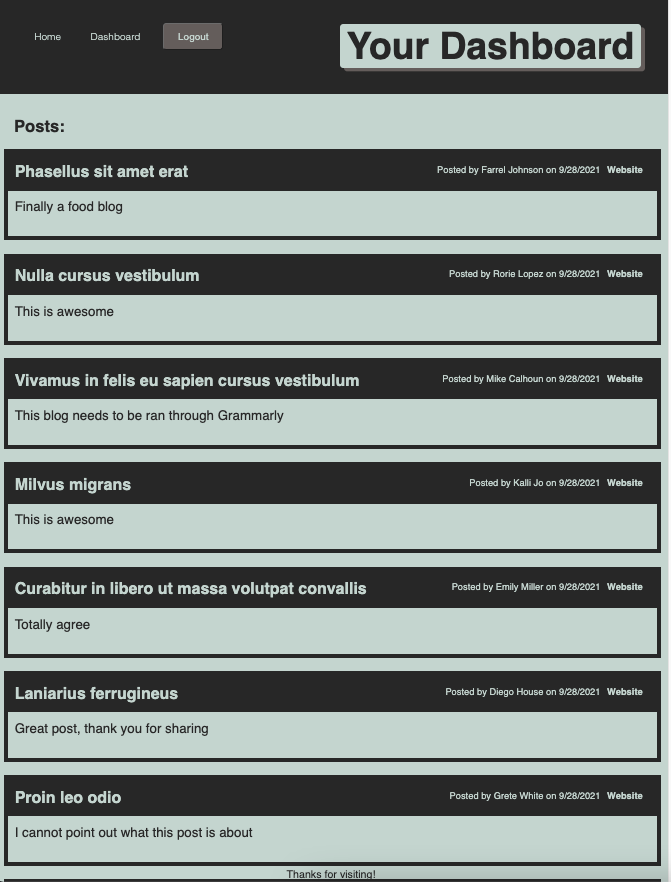 Home Dashboard Logout Your Dashboard
Posts:
Phasellus sit amet erat Posted by Farrel Johnson on 9/28/2021 Website
Finally a food blog
Nulla cursus vestibulum Posted by Rorie Lopez on 9/28/2021 Website
This is awesome
Vivamus in felis eu sapien cursus vestibulum Posted by Mike Calhoun on 9/28/2021 Website
This blog needs to be ran through Grammarly
Milvus migrans Posted by Kalli Jo on 9/28/2021 Website
This is awesome
Curabitur in libero ut massa volutpat convallis Posted by Emily Miller on 9/28/2021 Website
Totally agree
Laniarius ferrugineus Posted by Diego House on 9/28/2021 Website
Great post, thank you for sharing
Proin leo odio Posted by Grete White on 9/28/2021 Website
I cannot point out what this post is about
Thanks for visiting!